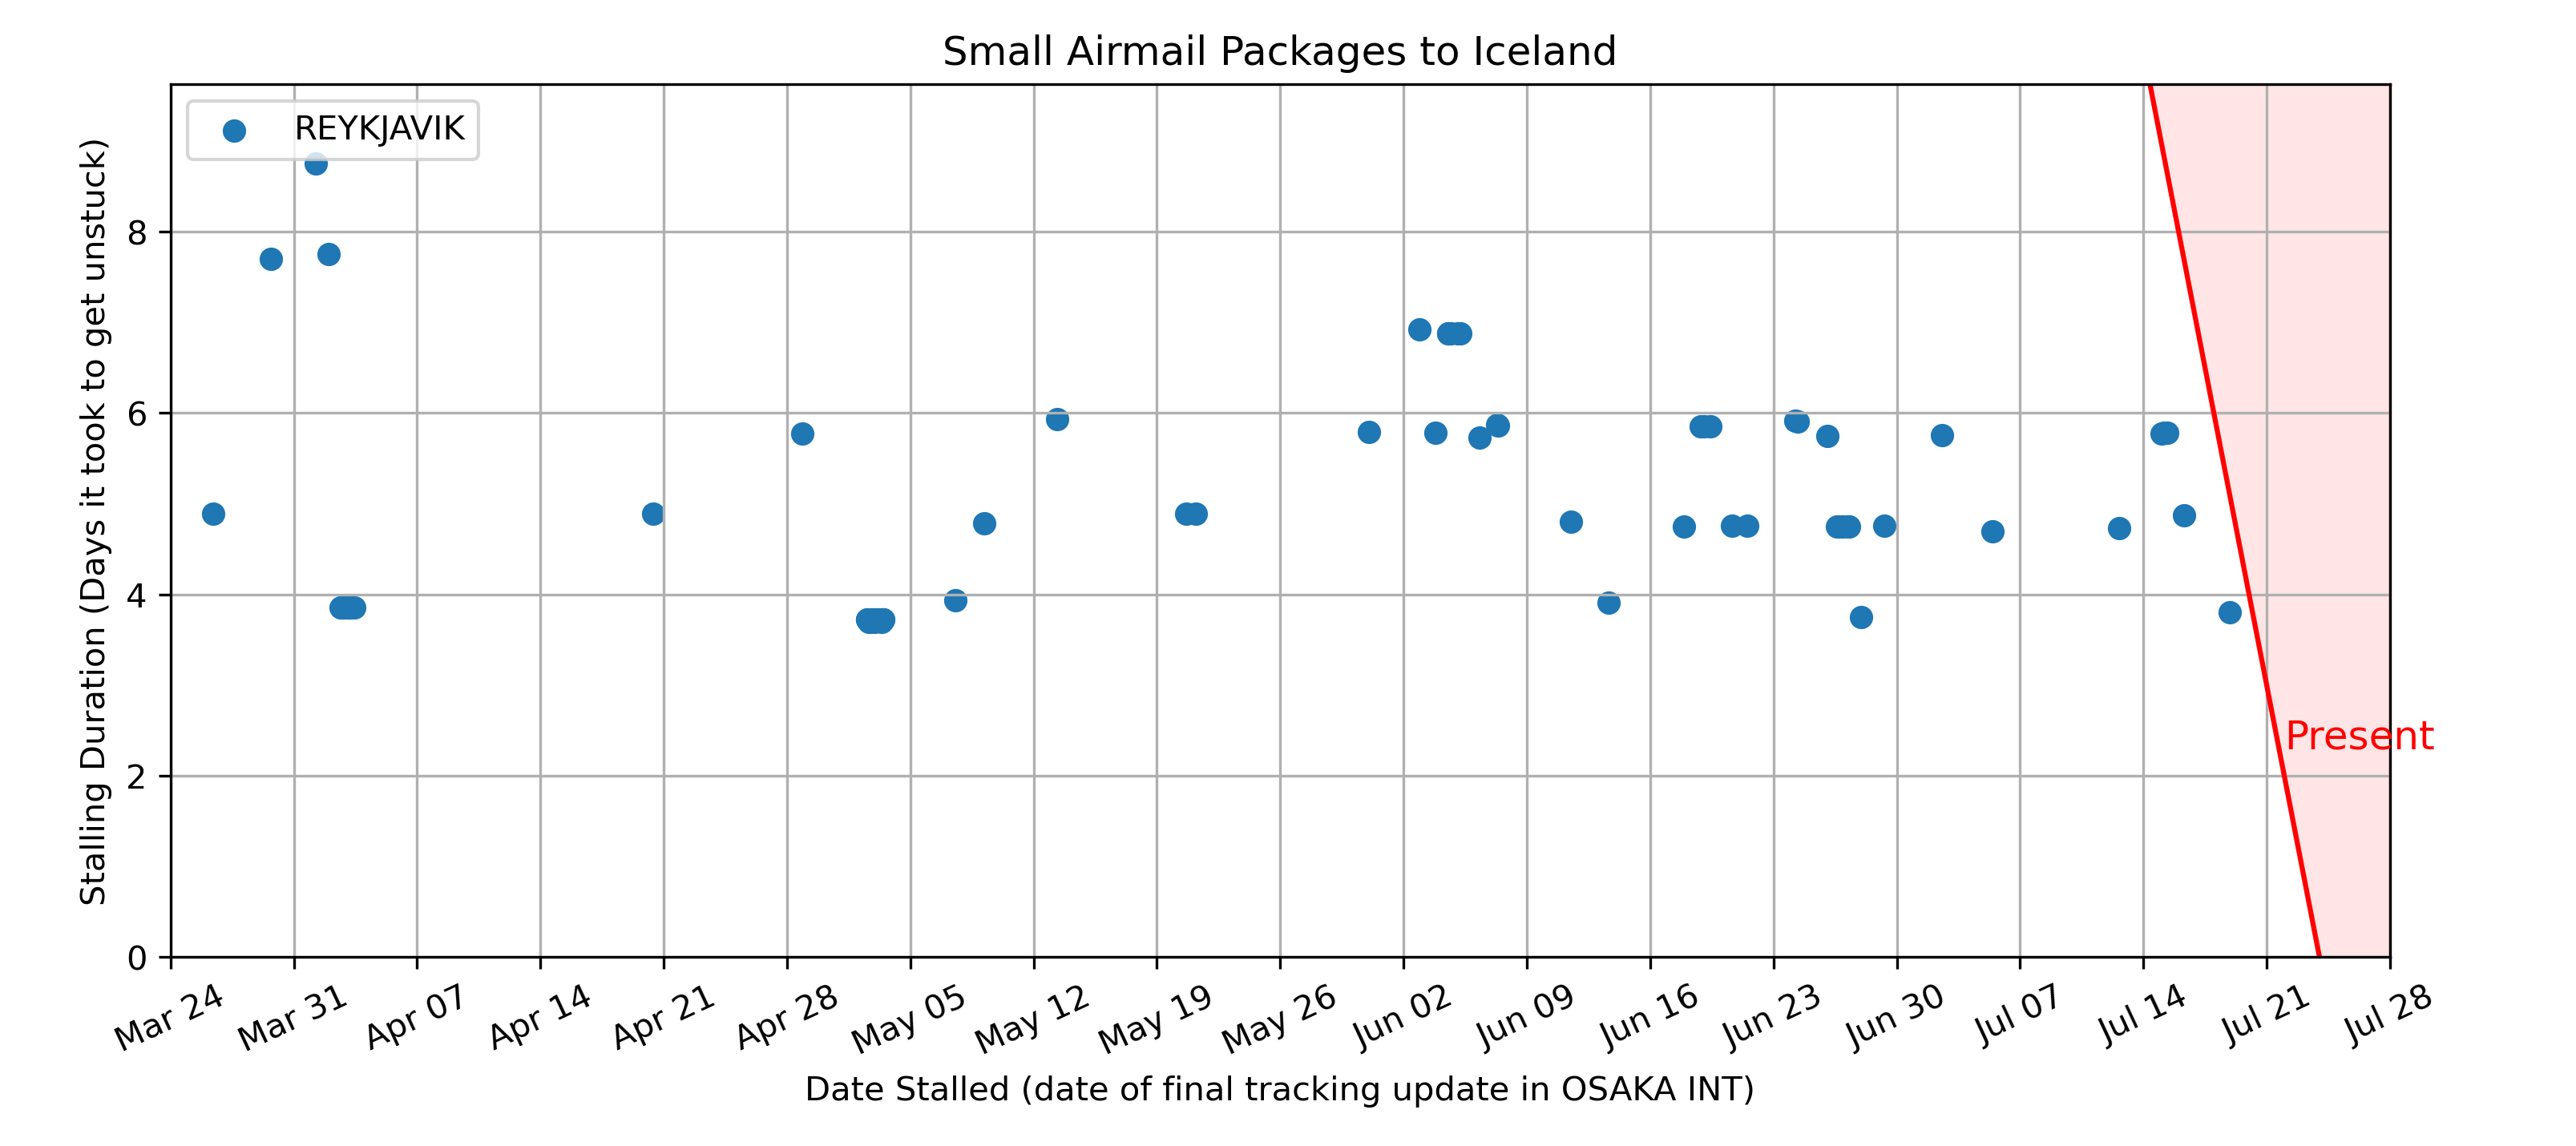 Small Airmail Packages to Iceland
REYKJAVIK
Stalling Duration (Days it took to get unstuck)
8
6
4
2
0
Present
Mar 24 Mar 31 Apr 07 Apr 14 Apr 21 Apr 28 May 05 May 12 May 19 May 26 Jun 02 Jun 09 Jun 16 Jun 23 Jun 30 Jul 07 Jul 14 Jul 21 Jul 28
Date Stalled (date of final tracking update in OSAKA INT)